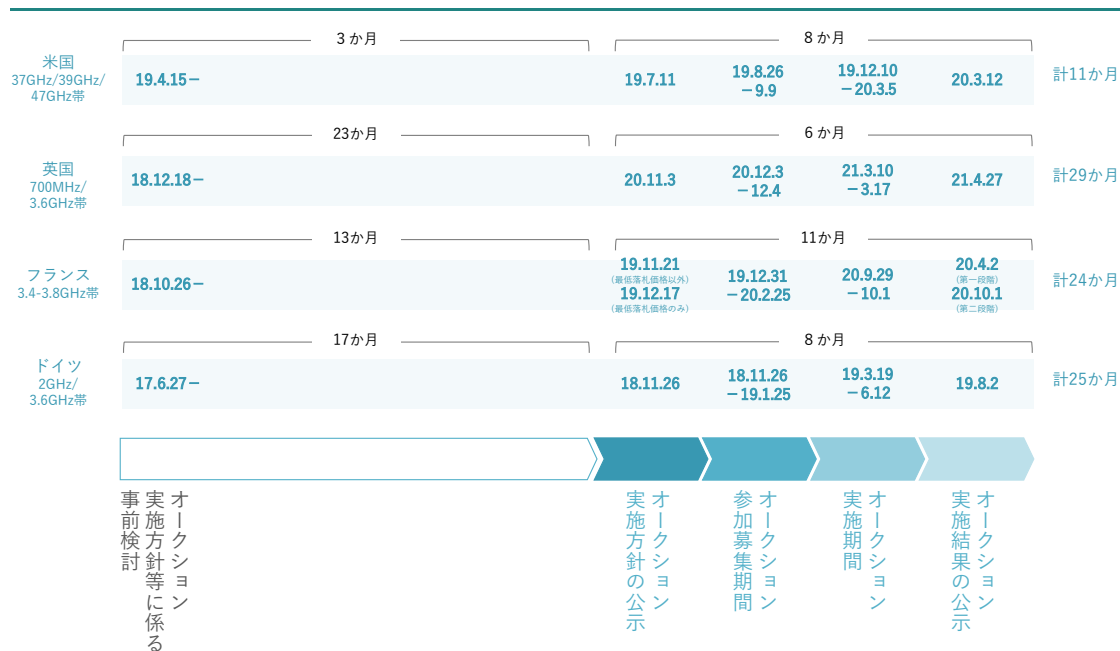 3か月
8か月
米国
37GHz/39GHz/
47GHz帯
19.4.15−
19.7.11
19.8.26
−9.9
19.12.10
−20.3.5
20.3.12
計11か月
23か月
6か月
英国
700MHz/
3.6GHz帯
18.12.18−
20.11.3
20.12.3
−12.4
21.3.10
−3.17
21.4.27
計29か月
13か月
11か月
フランス
3.4-3.8GHz帯
18.10.26−
19.11.21
(最低落札価格以外)
19.12.17
(最低落札価格のみ)
19.12.31
−20.2.25
20.9.29
−10.1
20.4.2
(第一段階)
20.10.1
(第二段階)
計24か月
17か月
8か月
ドイツ
2GHz/
3.6GHz帯
17.6.27−
18.11.26
18.11.26
−19.1.25
19.3.19
−6.12
19.8.2
計25か月
オークション
実施方針等に係る
事前検討
オークション
実施方針の公示
オークション
参加募集期間
オークション
実施期間
オークション
実施結果の公示